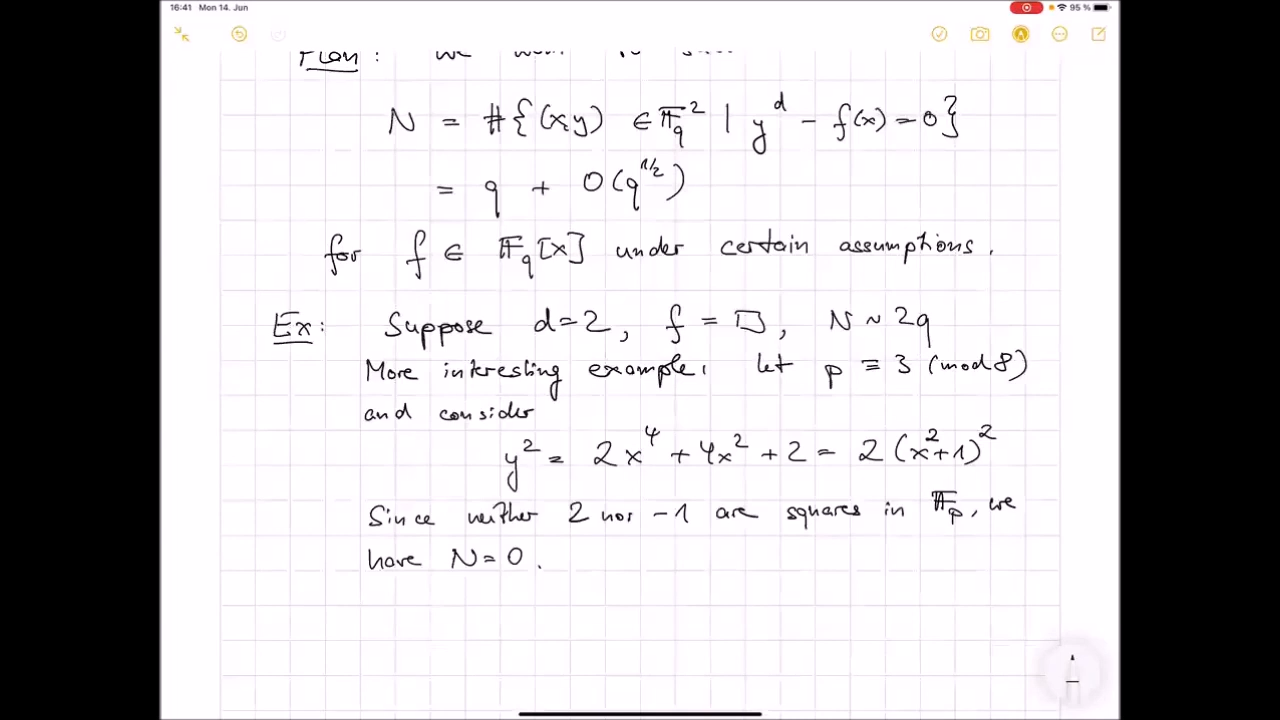 16:41 Mon 14. Jun 95 %
Plan :
N = #{(x,y) ∈ 𝔽_q^2 | y^d - f(x) = 0}
= q + O(q^{1/2})
for f ∈ 𝔽_q[x] under certain assumptions.
Ex: Suppose d=2, f = □, N ~ 2q
More interesting example: let p ≡ 3 (mod 8)
and consider
y^2 = 2x^4 + 4x^2 + 2 = 2(x^2+1)^2
Since neither 2 nor -1 are squares in 𝔽_p, we
have N = 0.